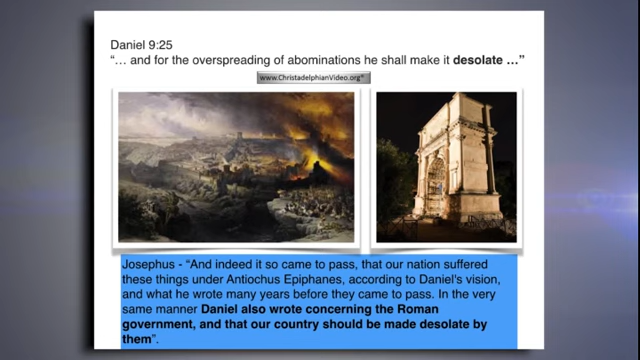 Daniel 9:25
“… and for the overspreading of abominations he shall make it desolate …”
www.ChristadelphianVideo.org
Josephus - “And indeed it so came to pass, that our nation suffered
these things under Antiochus Epiphanes, according to Daniel's vision,
and what he wrote many years before they came to pass. In the very
same manner Daniel also wrote concerning the Roman
government, and that our country should be made desolate by
them”.